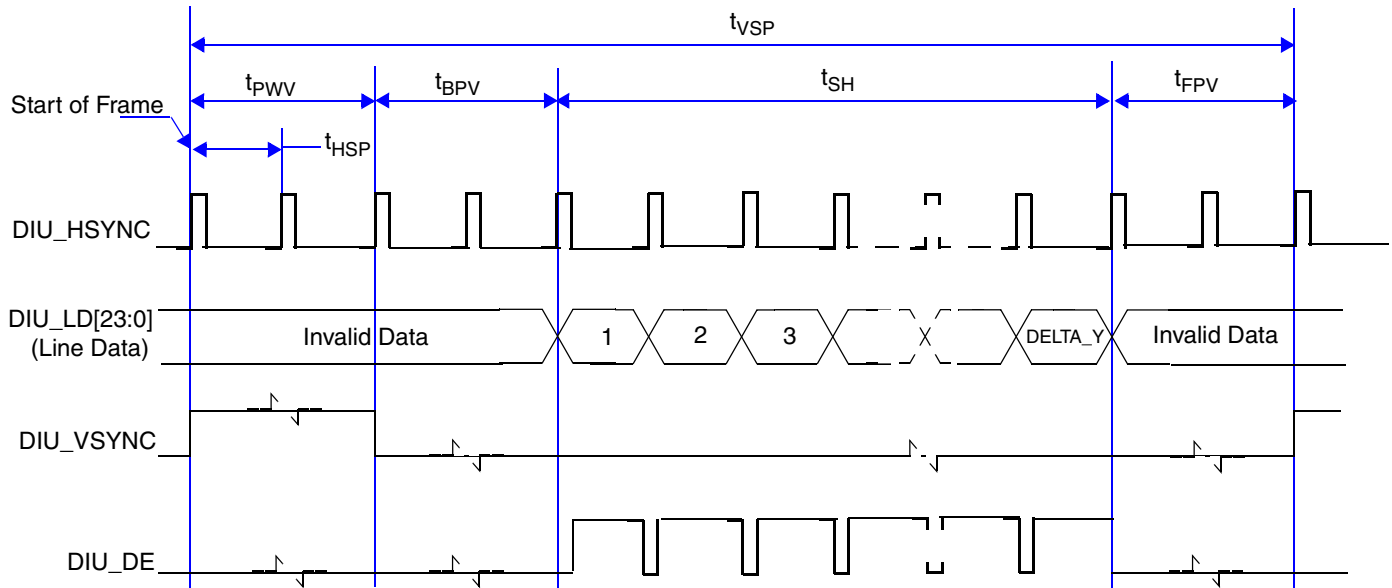 tVSP
tPWV
tBPV
tSH
tFPV
Start of Frame
tHSP
DIU_HSYNC
DIU_LD[23:0]
(Line Data)
Invalid Data
1
2
3
DELTA_Y
Invalid Data
DIU_VSYNC
DIU_DE